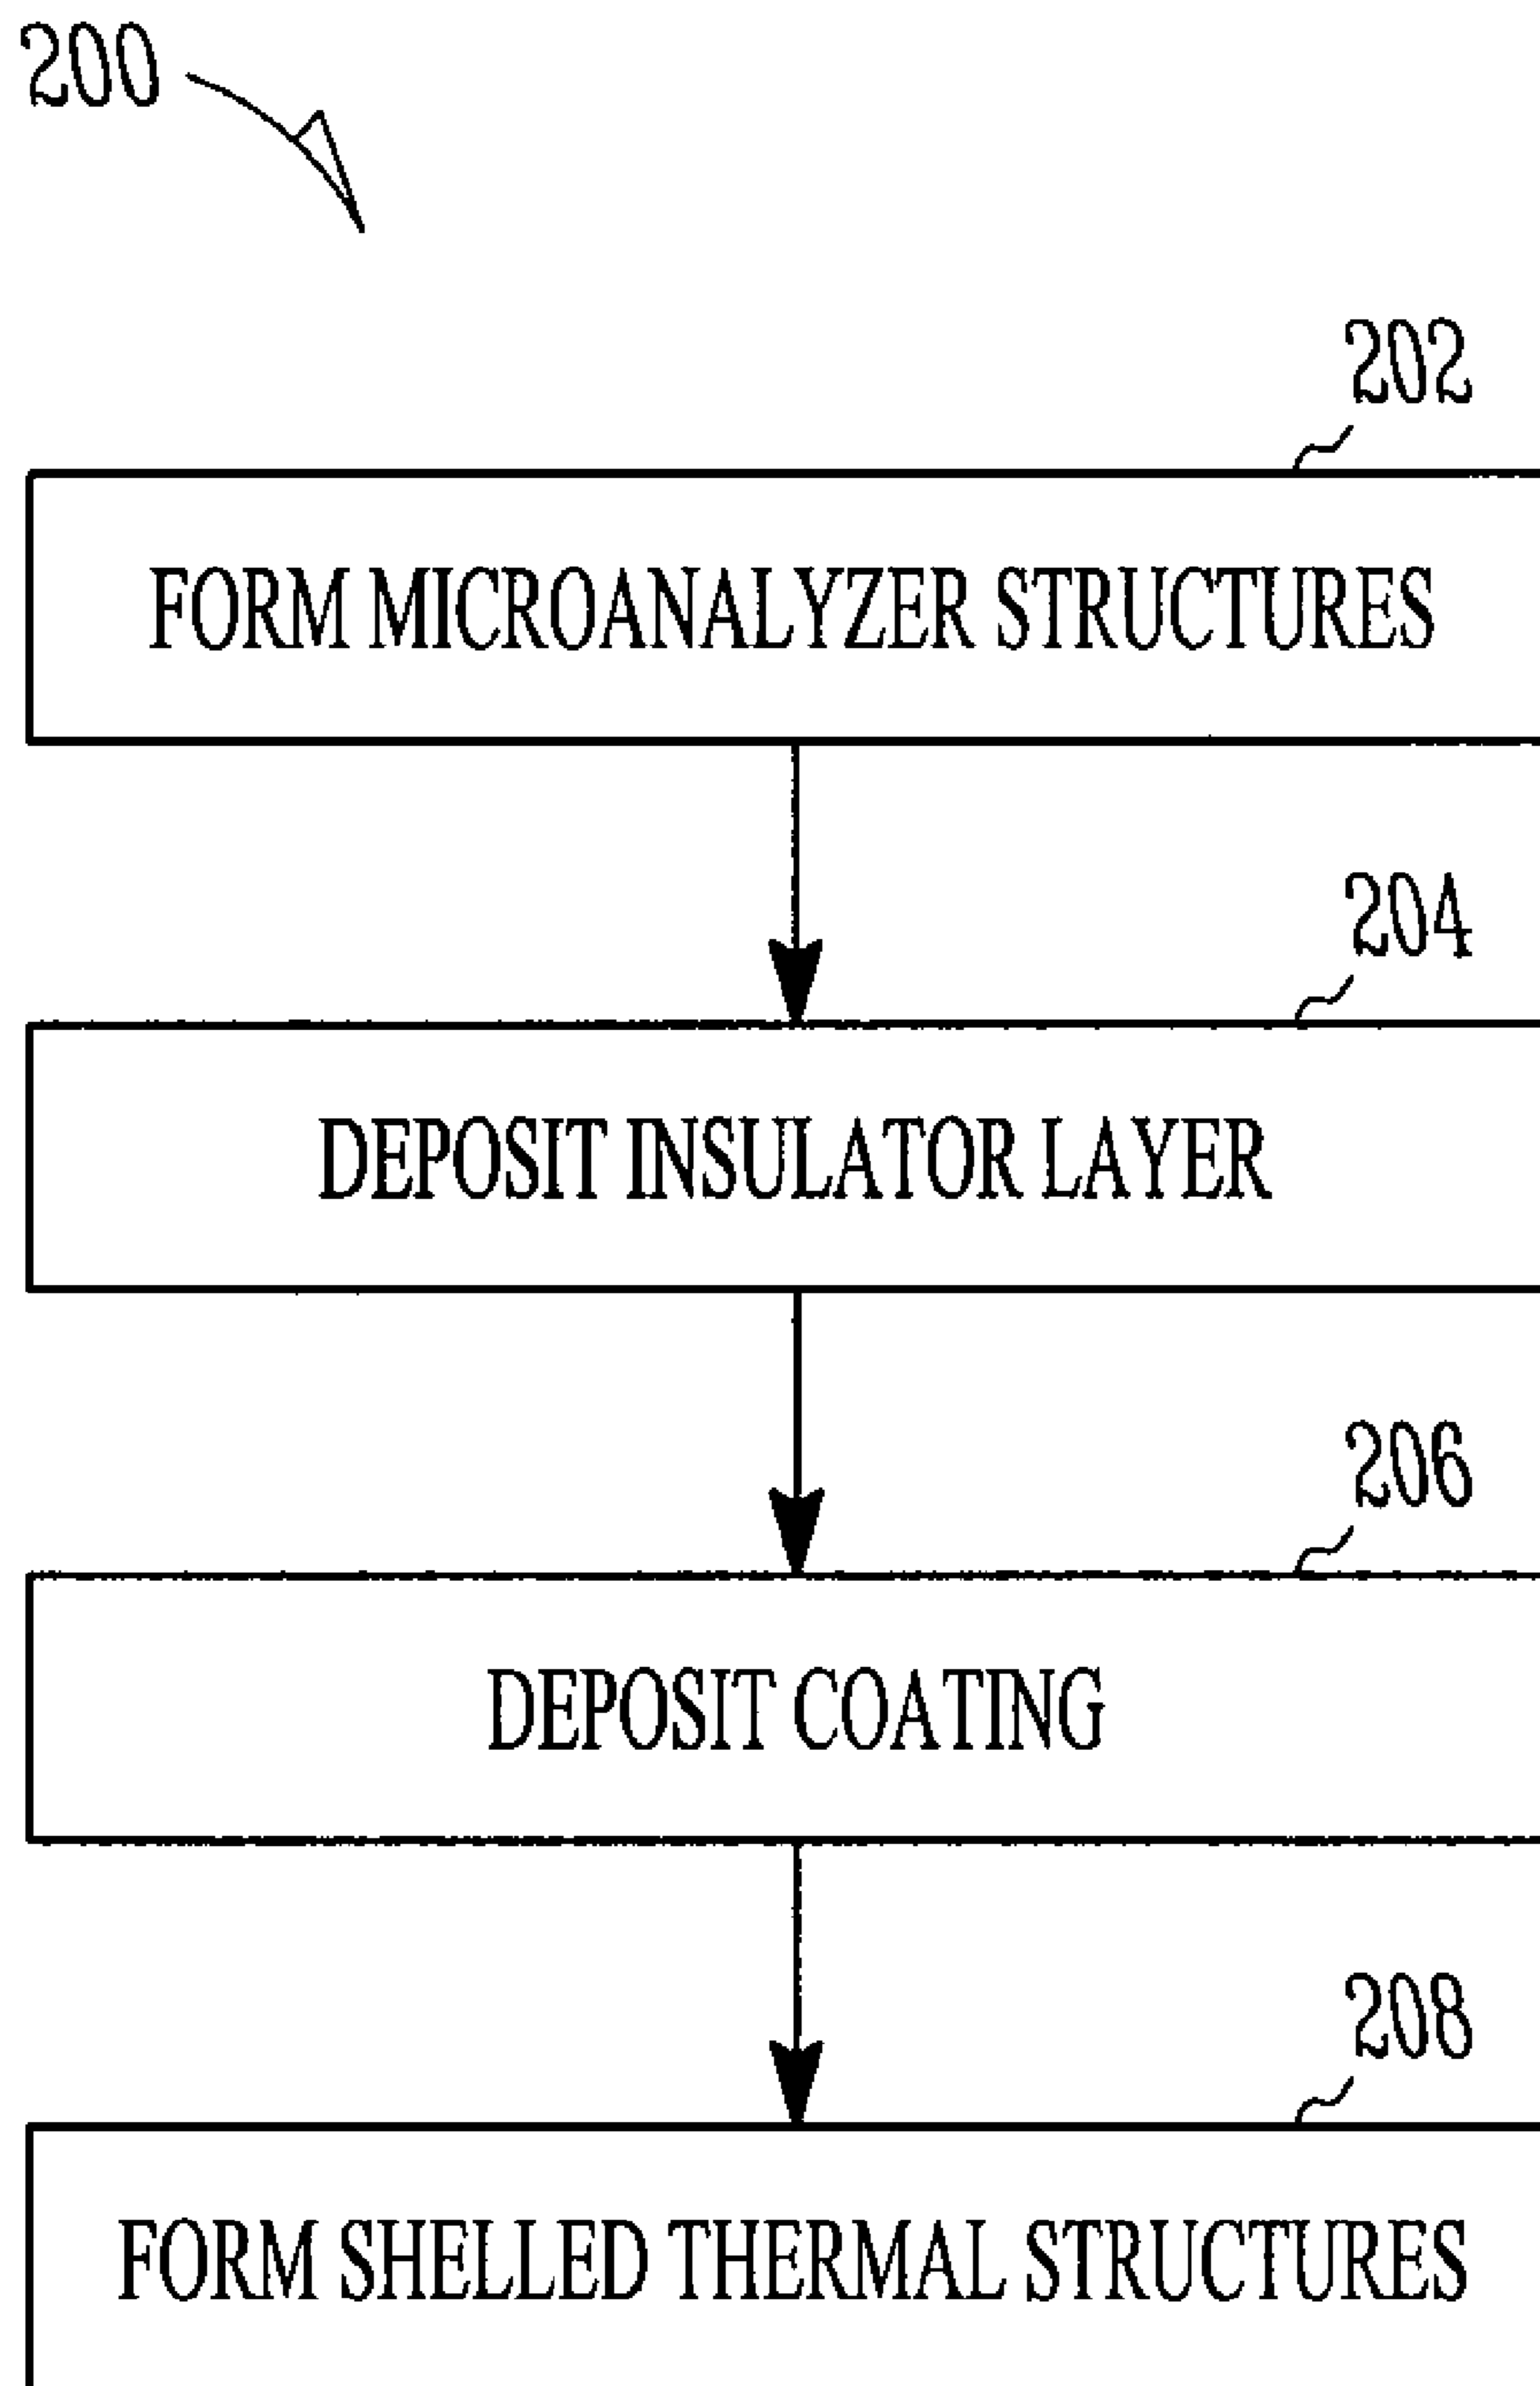 200
202
FORM MICROANALYZER STRUCTURES
204
DEPOSIT INSULATOR LAYER
206
DEPOSIT COATING
208
FORM SHELLED THERMAL STRUCTURES